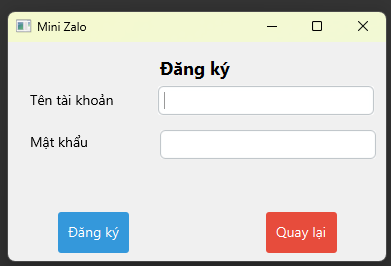 Mini Zalo
Đăng ký
Tên tài khoản
Mật khẩu
Đăng ký Quay lại